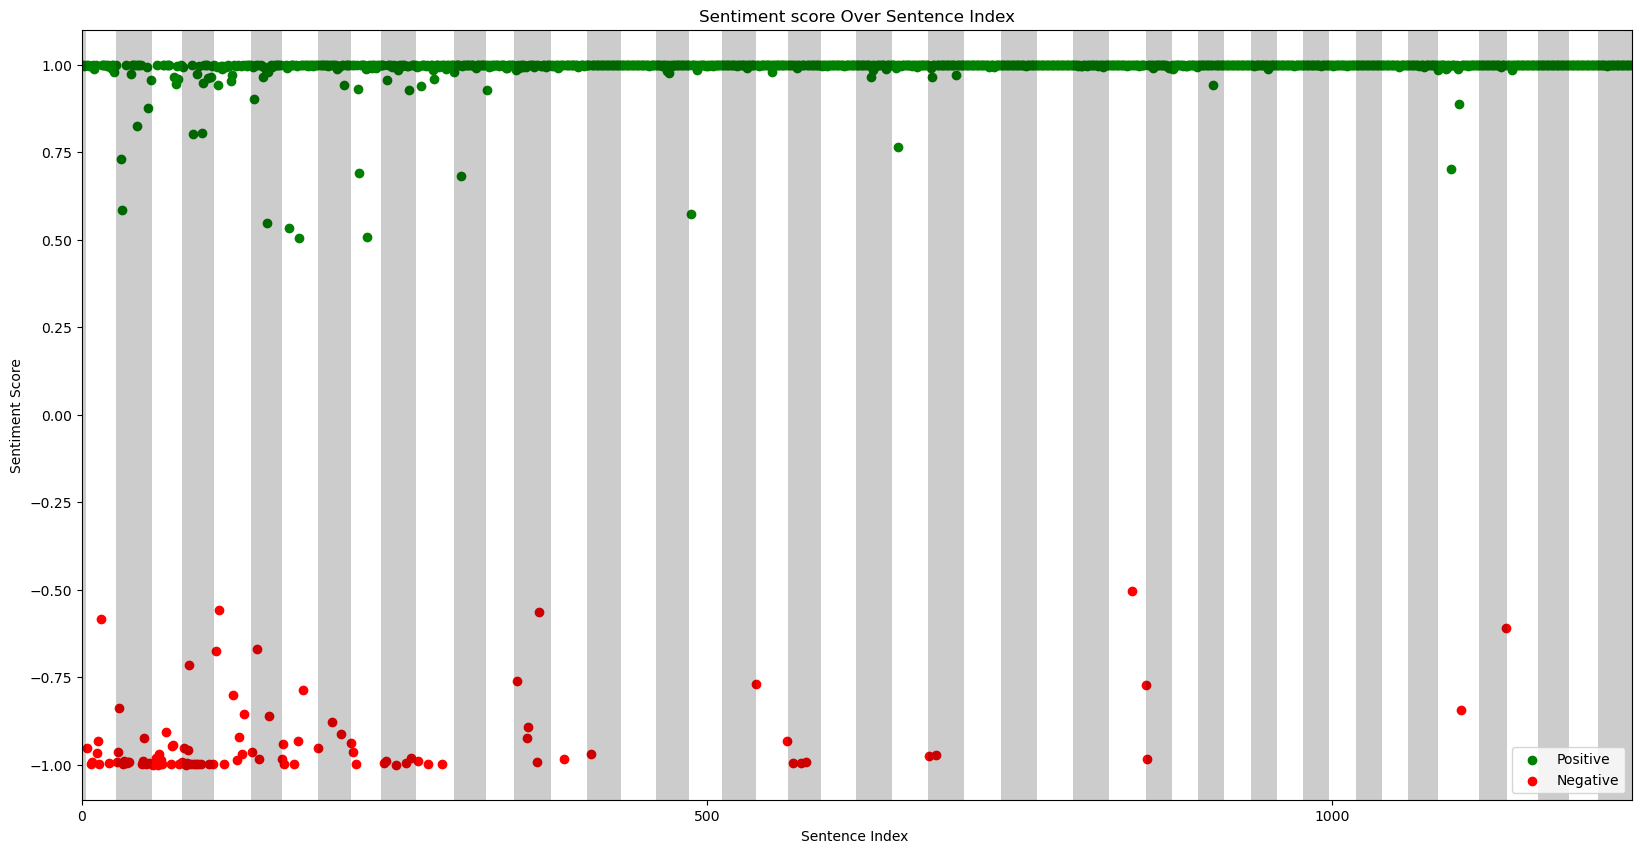 Sentiment score Over Sentence Index
Sentiment Score
1.00
0.75
0.50
0.25
0.00
−0.25
−0.50
−0.75
−1.00
Positive
Negative
0
500
1000
Sentence Index